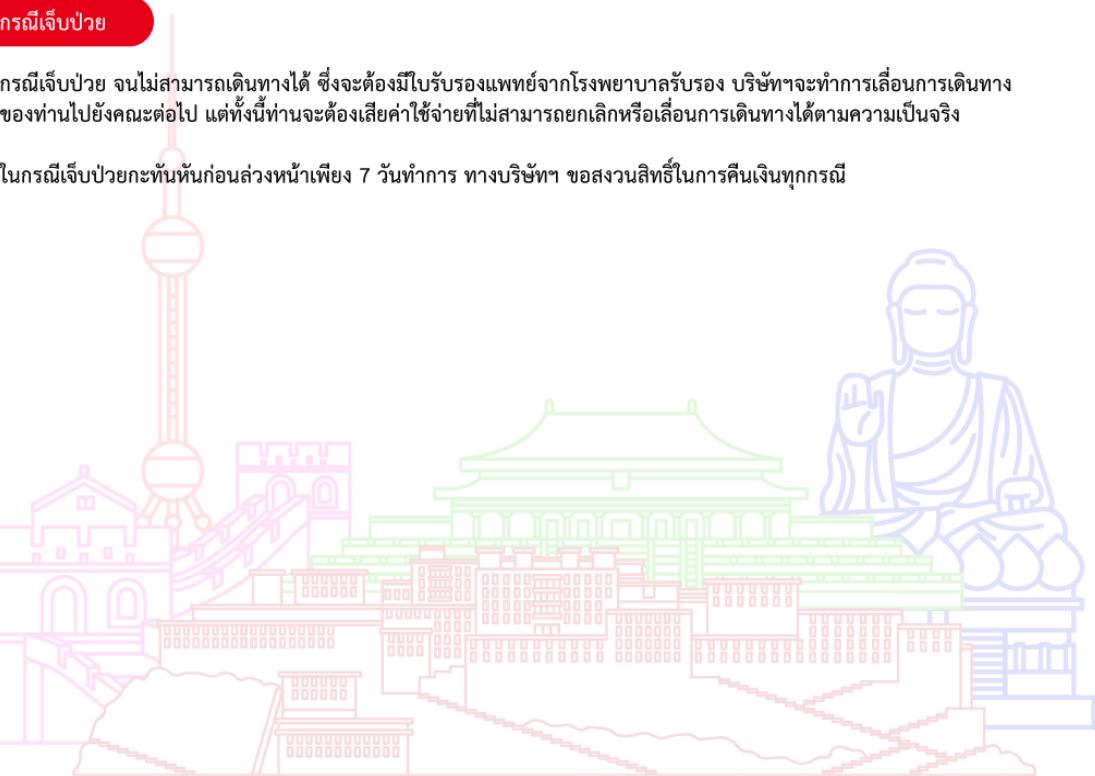 กรณีเจ็บป่วย
กรณีเจ็บป่วย จนไม่สามารถเดินทางได้ ซึ่งจะต้องมีใบรับรองแพทย์จากโรงพยาบาลรับรอง บริษัทฯจะทำการเลื่อนการเดินทาง
ของท่านไปยังคณะต่อไป แต่ทั้งนี้ท่านจะต้องเสียค่าใช้จ่ายที่ไม่สามารถยกเลิกหรือเลื่อนการเดินทางได้ตามความเป็นจริง
ในกรณีเจ็บป่วยกะทันหันก่อนล่วงหน้าเพียง 7 วันทำการ ทางบริษัทฯ ขอสงวนสิทธิ์ในการคืนเงินทุกกรณี